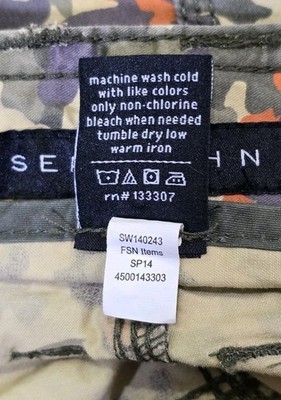 machine wash cold
with like colors
only non-chlorine
bleach when needed
tumble dry low
warm iron
rn# 133307
SW140243
FSN Items
SP14
4500143303